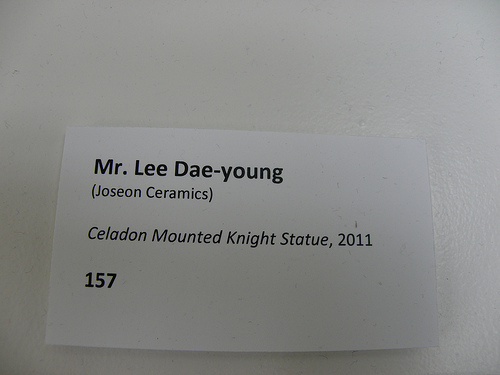 Mr. Lee Dae-young
(Joseon Ceramics)
Celadon Mounted Knight Statue, 2011
157